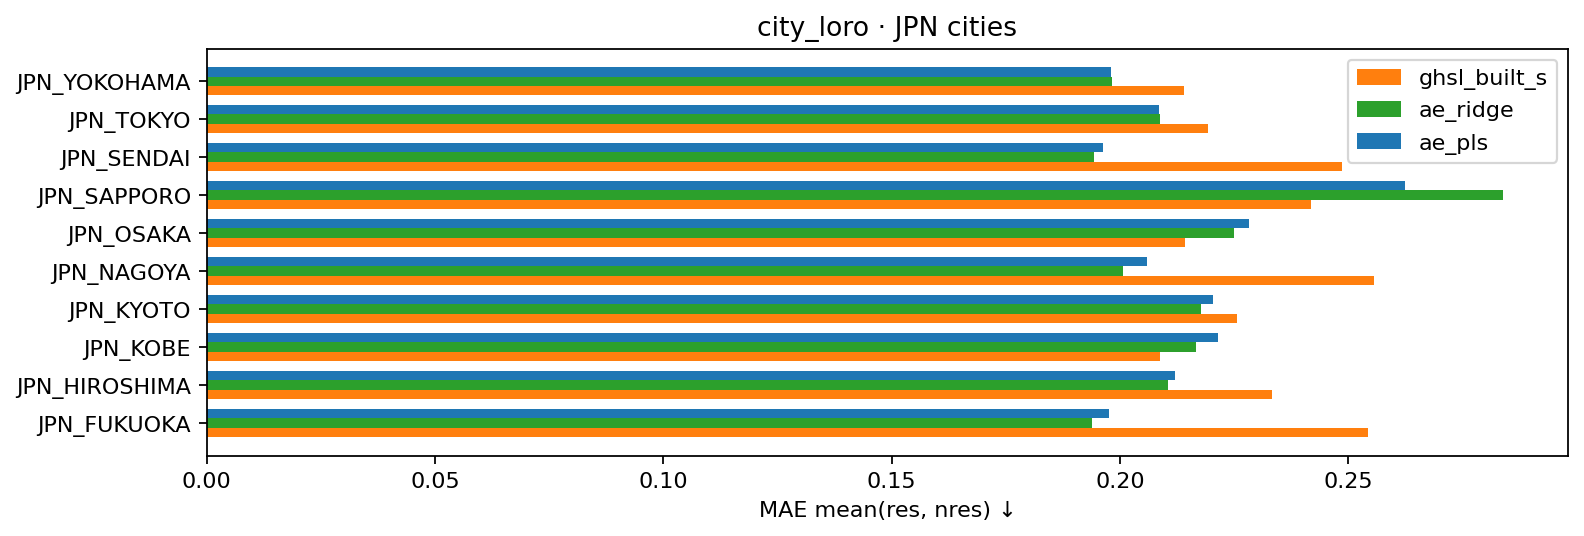 city_loro · JPN cities
ghsl_built_s
ae_ridge
ae_pls
JPN_YOKOHAMA
JPN_TOKYO
JPN_SENDAI
JPN_SAPPORO
JPN_OSAKA
JPN_NAGOYA
JPN_KYOTO
JPN_KOBE
JPN_HIROSHIMA
JPN_FUKUOKA
0.00 0.05 0.10 0.15 0.20 0.25
MAE mean(res, nres) ↓